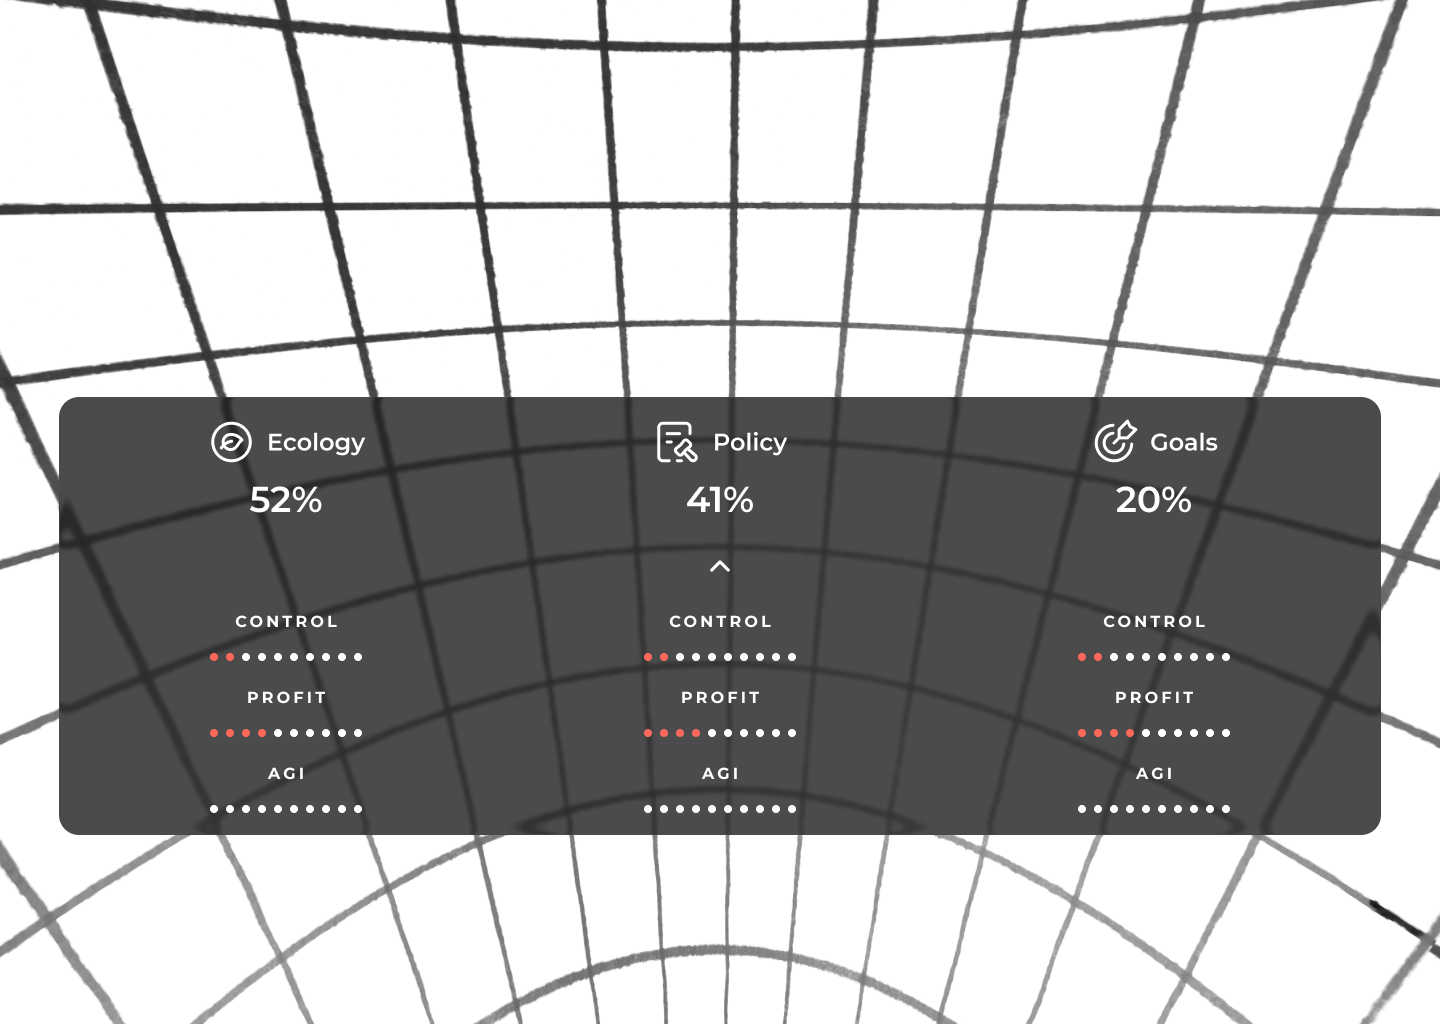 Ecology Policy Goals
52% 41% 20%
CONTROL CONTROL CONTROL
PROFIT PROFIT PROFIT
AGI AGI AGI